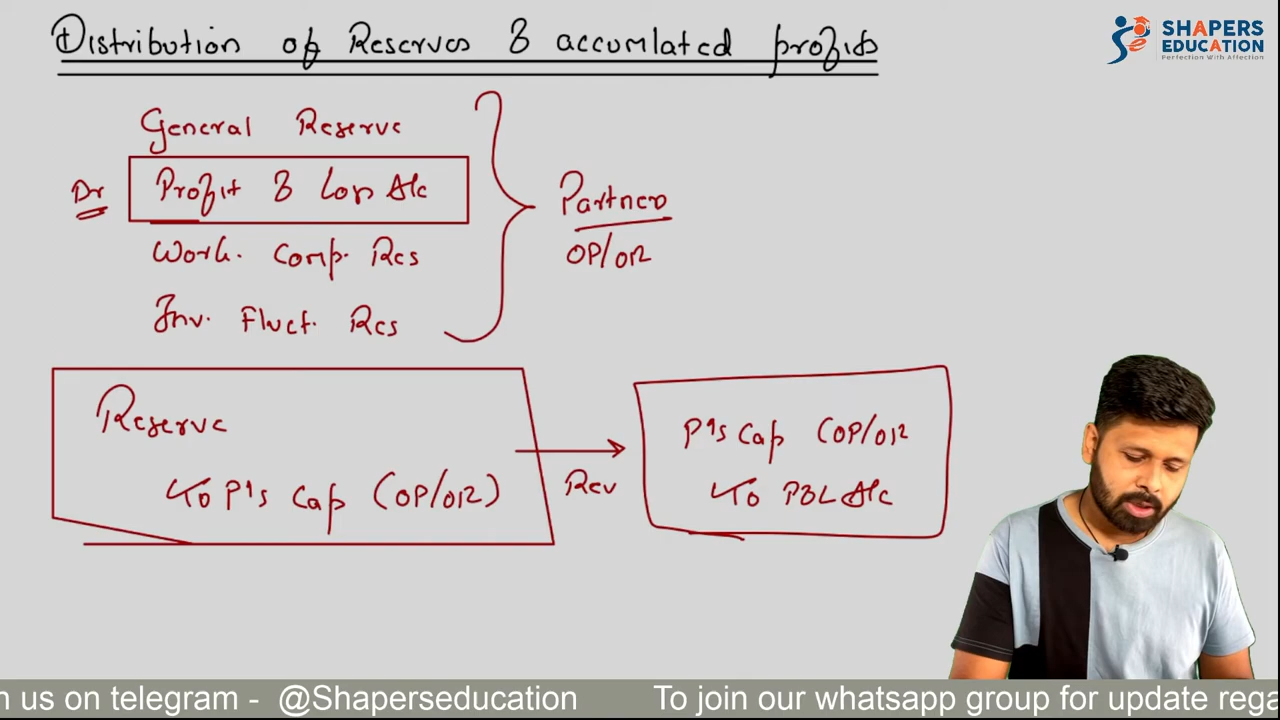 Distribution of Reserves & accumlated profits
SHAPERS
EDUCATION
Perfection With Affection
General Reserve
Dr Profit & Loss A/c
Work. Comp. Res
Inv. Fluct. Res
Partners
OP/OR
Reserve
To P's Cap (OP/OR)
Rev
P's Cap (OP/OR
To P&L A/c
n us on telegram - @Shaperseducation To join our whatsapp group for update rega